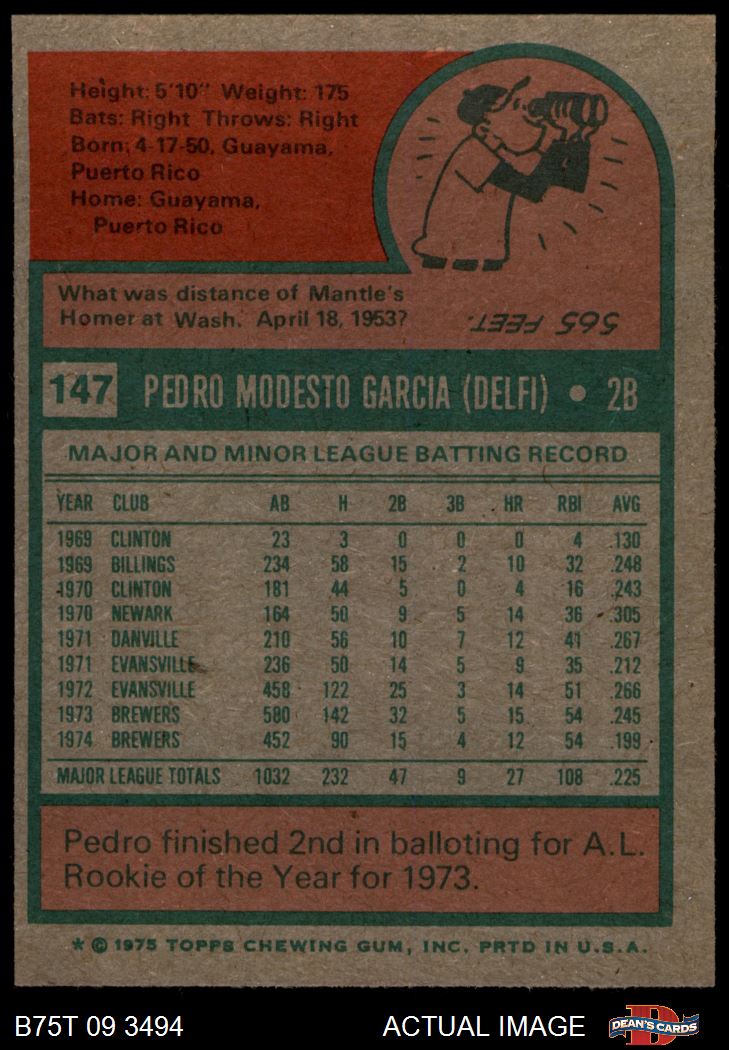 Height: 5'10" Weight: 175
Bats: Right Throws: Right
Born: 4-17-50, Guayama,
Puerto Rico
Home: Guayama,
Puerto Rico
What was distance of Mantle's
Homer at Wash. April 18, 1953?
565 FEET.
147 PEDRO MODESTO GARCIA (DELFI) • 2B
MAJOR AND MINOR LEAGUE BATTING RECORD
YEAR CLUB AB H 2B 3B HR RBI AVG
1969 CLINTON 23 3 0 0 0 4 .130
1969 BILLINGS 234 58 15 2 10 32 .248
1970 CLINTON 181 44 5 0 4 16 .243
1970 NEWARK 164 50 9 5 14 36 .305
1971 DANVILLE 210 56 10 7 12 41 .267
1971 EVANSVILLE 236 50 14 5 9 35 .212
1972 EVANSVILLE 458 122 25 3 14 51 .266
1973 BREWERS 580 142 32 5 15 54 .245
1974 BREWERS 452 90 15 4 12 54 .199
MAJOR LEAGUE TOTALS 1032 232 47 9 27 108 .225
Pedro finished 2nd in balloting for A.L.
Rookie of the Year for 1973.
* © 1975 TOPPS CHEWING GUM, INC. PRTD IN U.S.A.
B75T 09 3494 ACTUAL IMAGE D DEAN'S CARDS